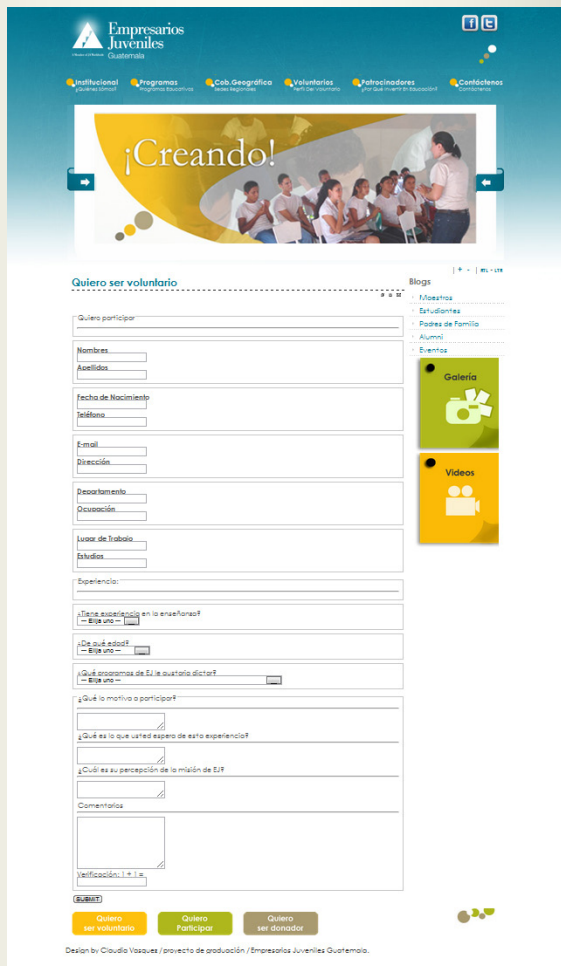 Empresarios
Juveniles
Guatemala
Institucional
¿Quiénes Sómos?
Programas
Programas Educativos
Cob.Geográfica
Sedes Regionales
Voluntarios
Perfil Del Voluntario
Patrocinadores
¿Por Qué Invertir En Educación?
Contáctenos
Contáctenos
¡Creando!
| + - | RTL - LTR
Quiero ser voluntario
Blogs
Maestros
Estudiantes
Padres de Familia
Alumni
Eventos
Galería
Videos
Quiero participar
Nombres
Apellidos
Fecha de Nacimiento
Teléfono
E-mail
Dirección
Departamento
Ocupación
Lugar de Trabajo
Estudios
Experiencia:
¿Tiene experiencia en la enseñansa?
— Elija uno —
¿De qué edad?
— Elija uno —
¿Qué programas de EJ le gustaria dictar?
— Elija uno —
¿Qué lo motiva a participar?
¿Qué es lo que usted espera de esta experiencia?
¿Cuál es su percepción de la misión de EJ?
Comentarios
Verificación: 1 + 1 =
SUBMIT
Quiero
ser voluntario
Quiero
Participar
Quiero
ser donador
Design by Claudia Vasques / proyecto de graduación / Empresarios Juveniles Guatemala.